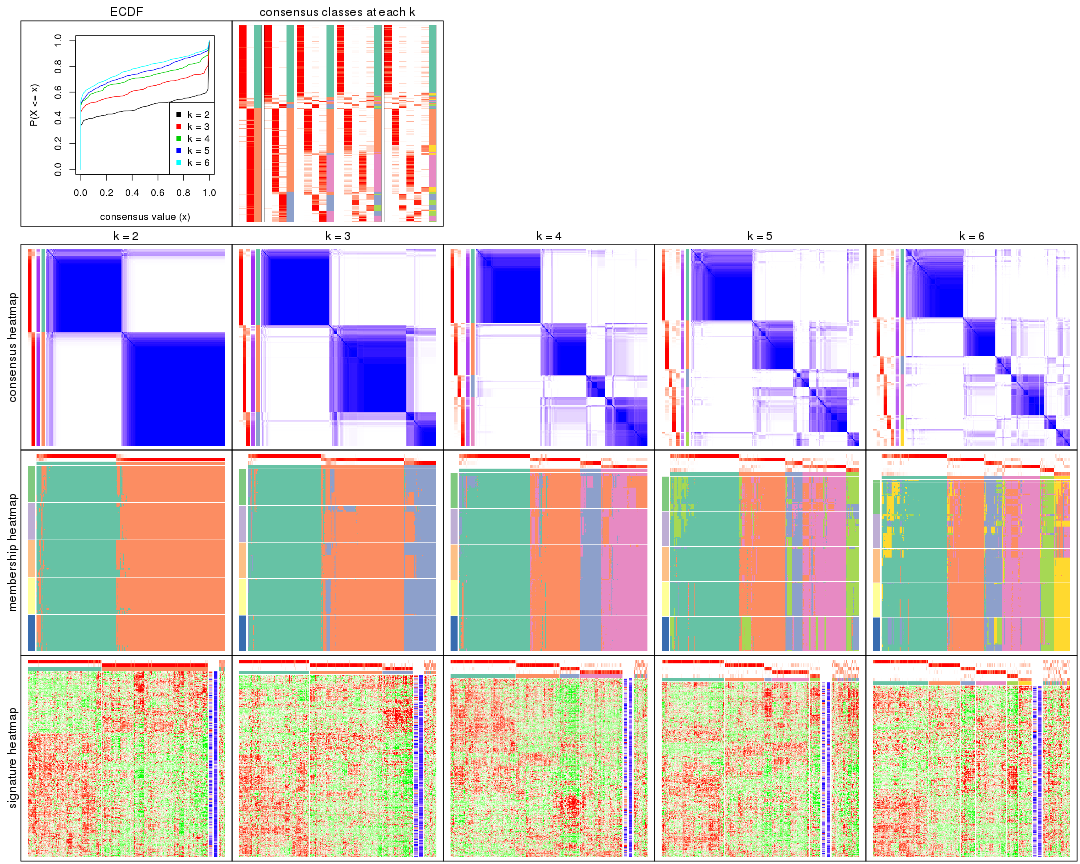 ECDF
consensus classes at each k
P(X <= x)
0.0 0.2 0.4 0.6 0.8 1.0
k = 2
k = 3
k = 4
k = 5
k = 6
0.0 0.2 0.4 0.6 0.8 1.0
consensus value (x)
k = 2 k = 3 k = 4 k = 5 k = 6
consensus heatmap
membership heatmap
signature heatmap